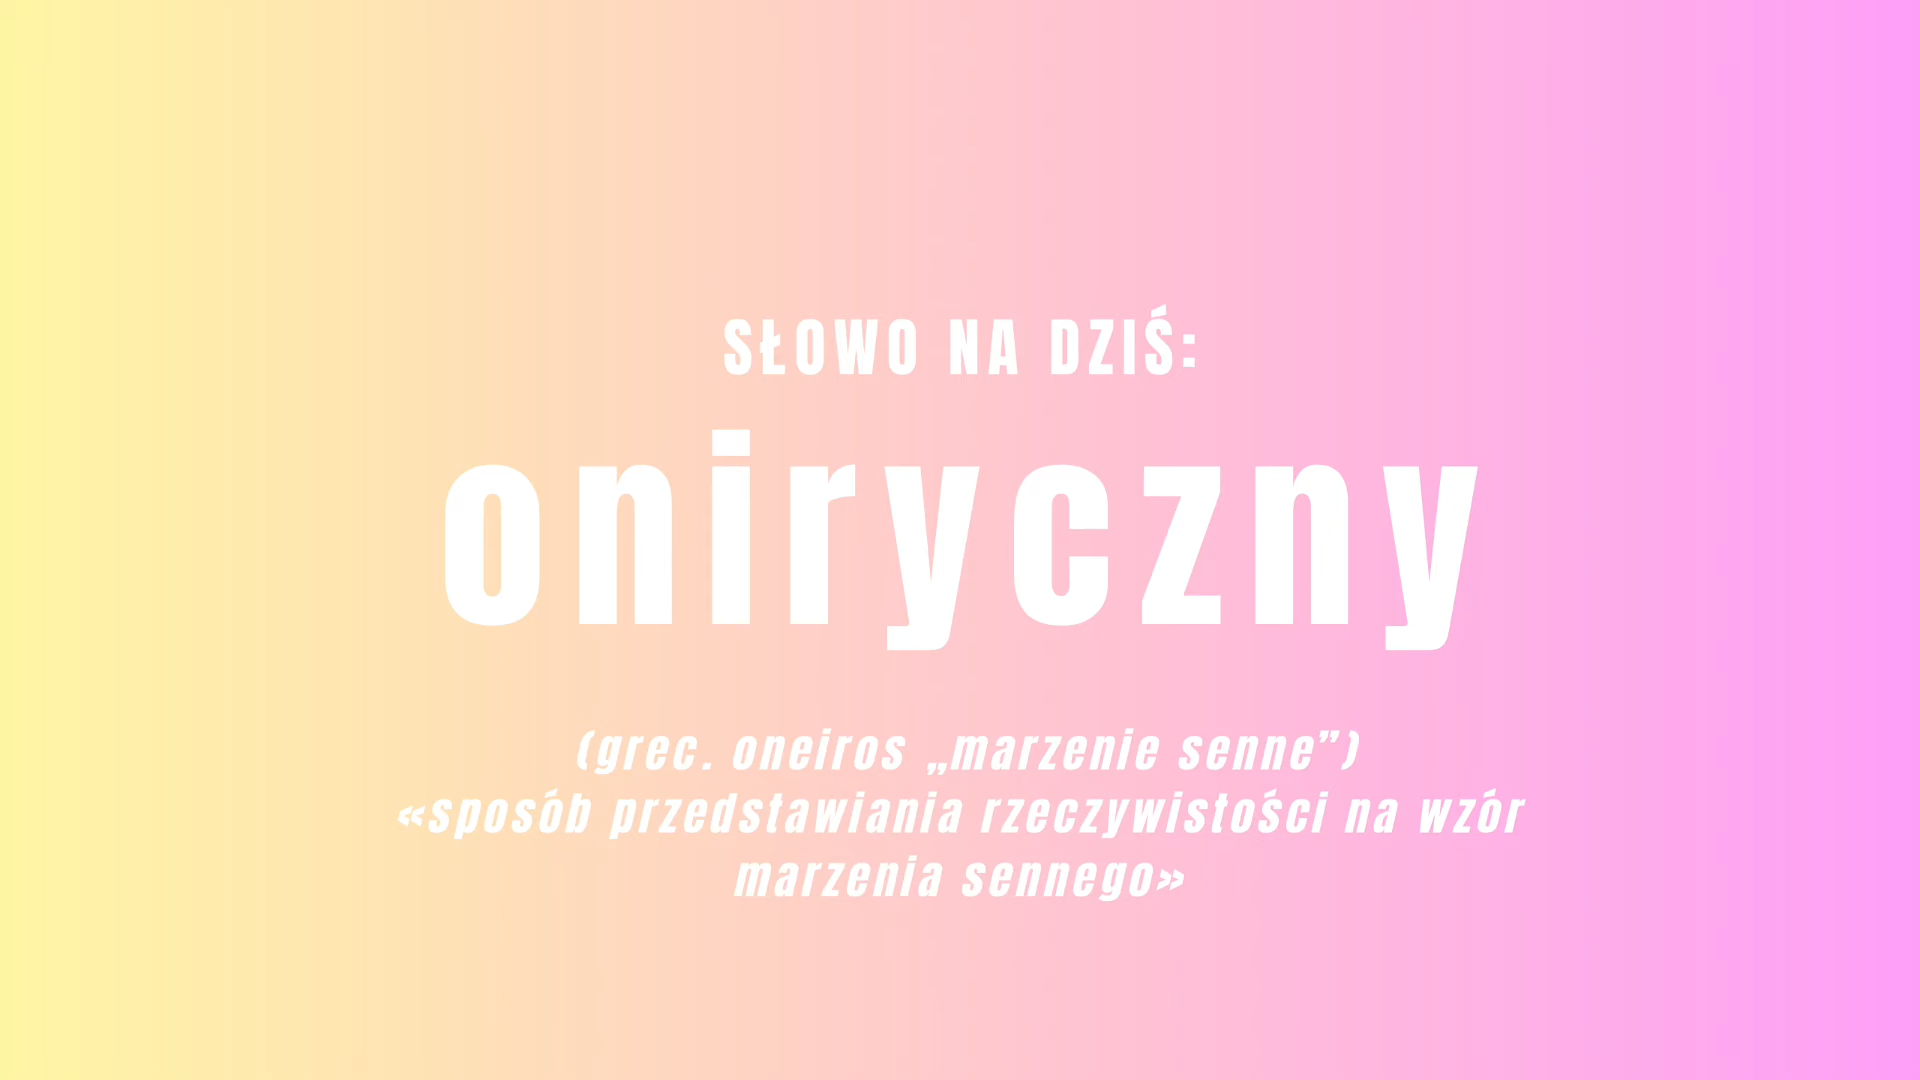 SŁOWO NA DZIŚ:
oniryczny
(grec. oneiros „marzenie senne”)
«sposób przedstawiania rzeczywistości na wzór
marzenia sennego»